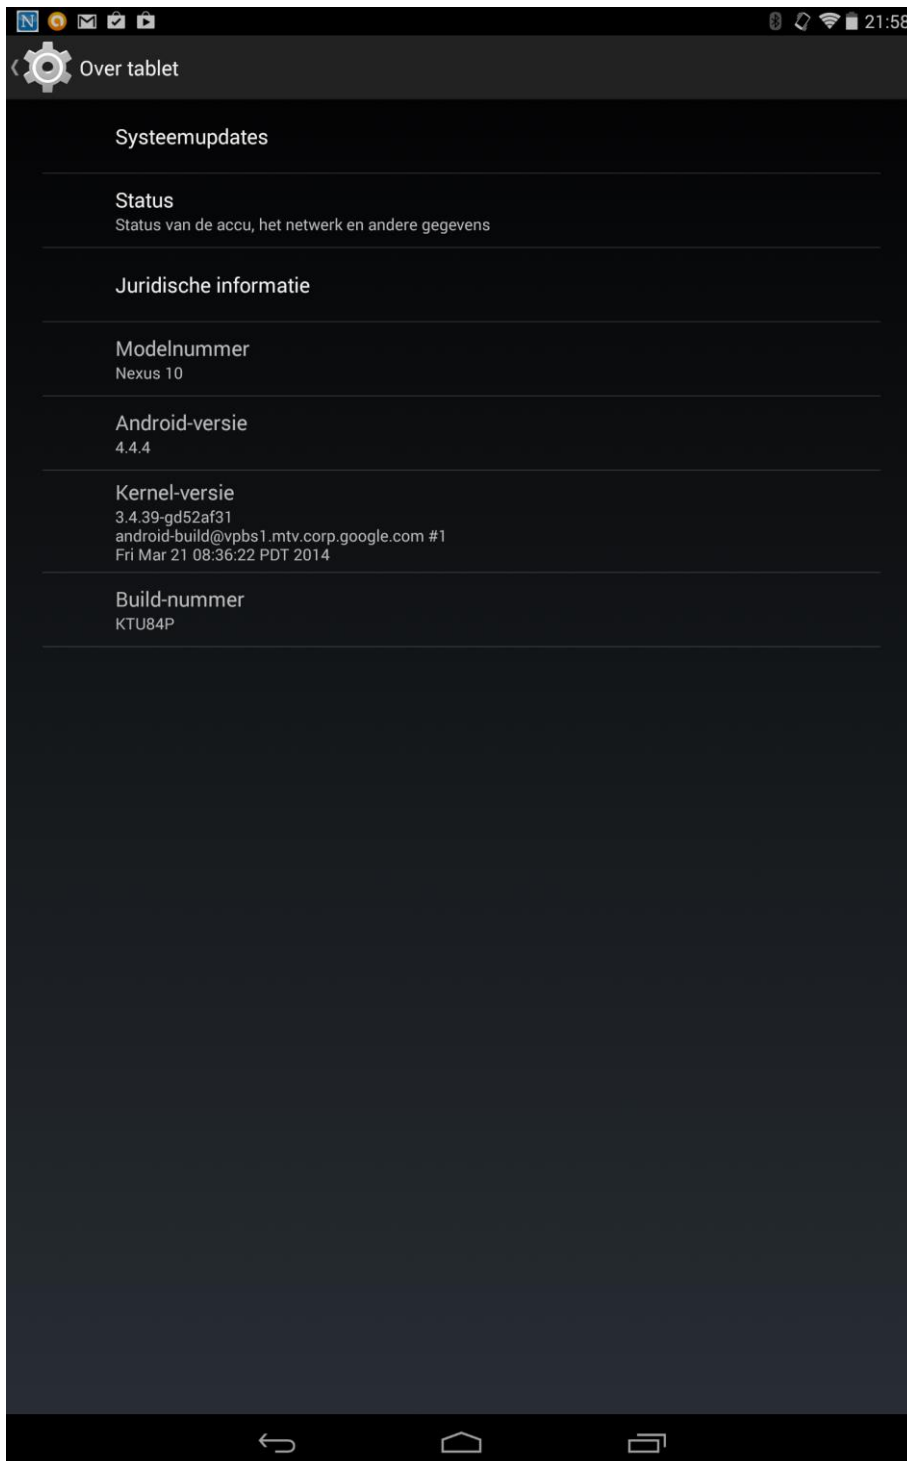 N
21:58
Over tablet
Systeemupdates
Status
Status van de accu, het netwerk en andere gegevens
Juridische informatie
Modelnummer
Nexus 10
Android-versie
4.4.4
Kernel-versie
3.4.39-gd52af31
android-build@vpbs1.mtv.corp.google.com #1
Fri Mar 21 08:36:22 PDT 2014
Build-nummer
KTU84P